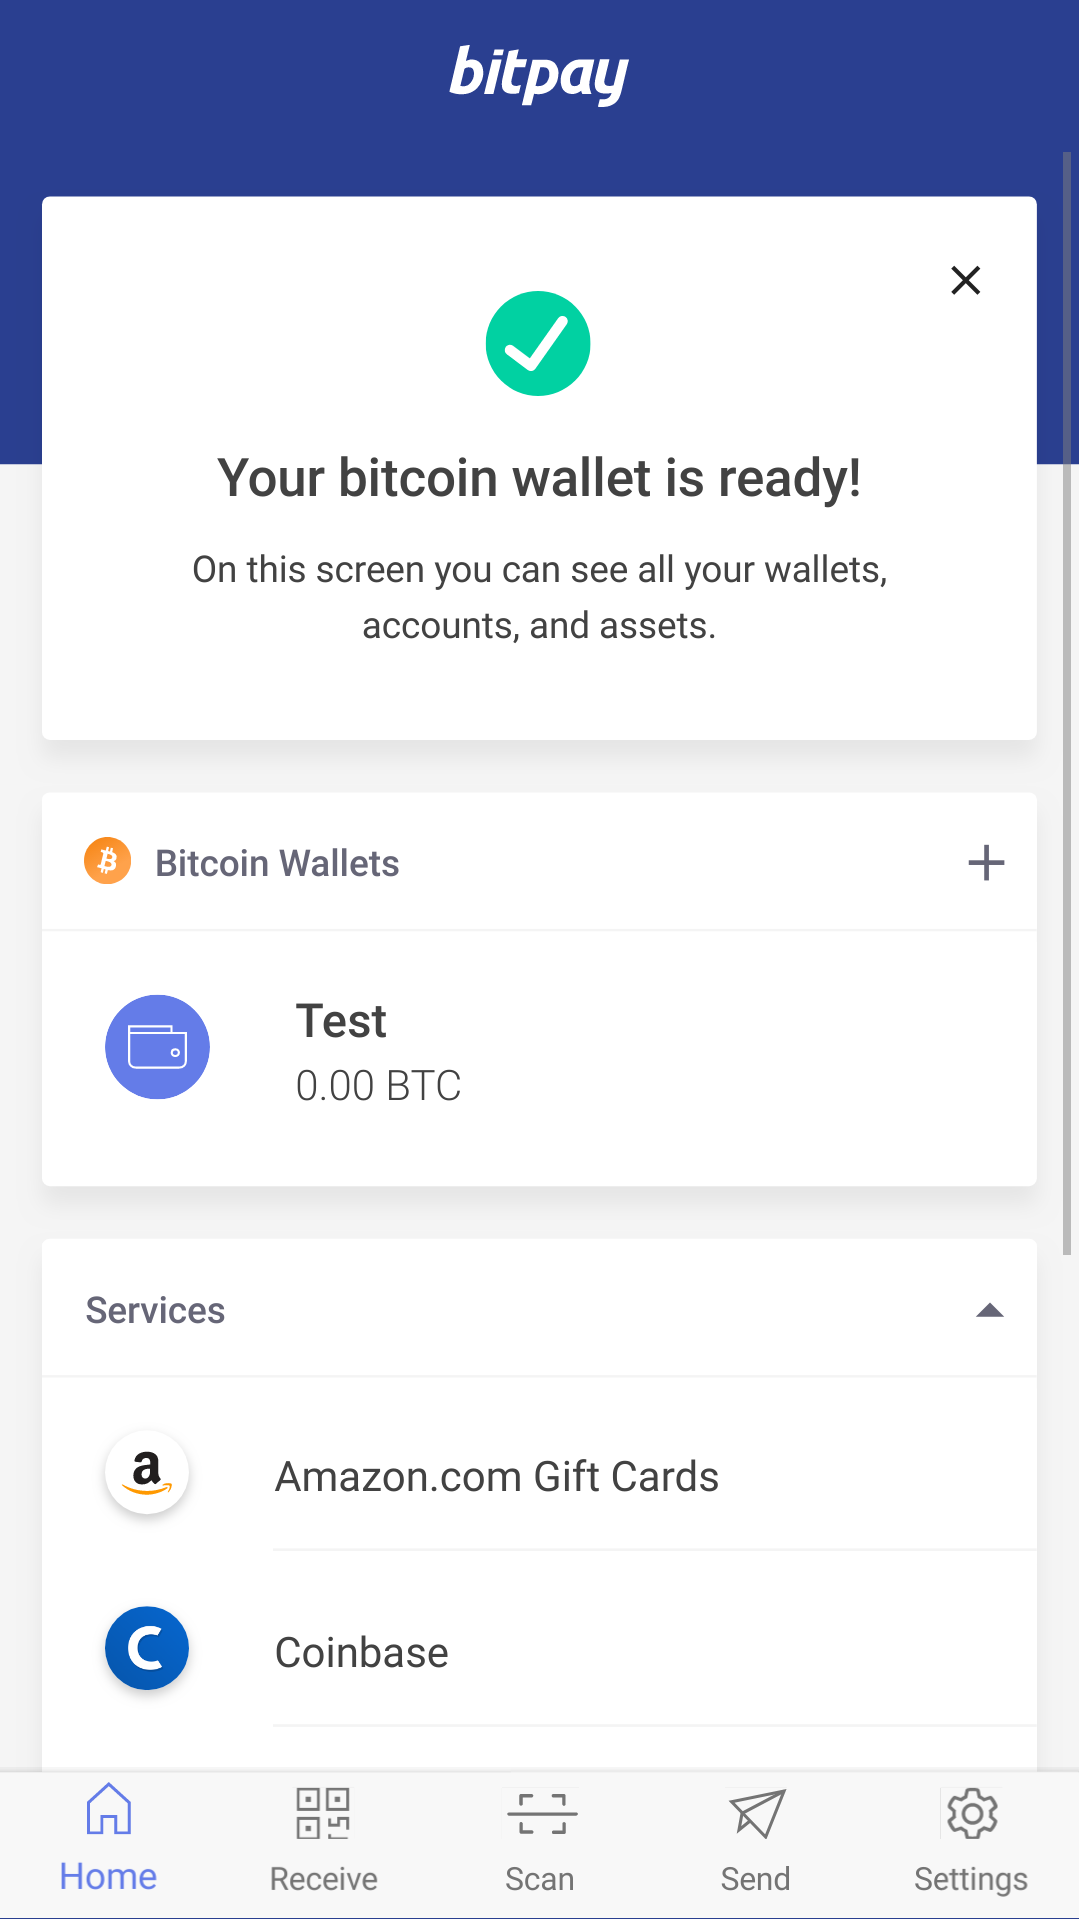 bitpay
Your bitcoin wallet is ready!
On this screen you can see all your wallets,
accounts, and assets.
Bitcoin Wallets
Test
0.00 BTC
Services
Amazon.com Gift Cards
Coinbase
Home
Receive
Scan
Send
Settings